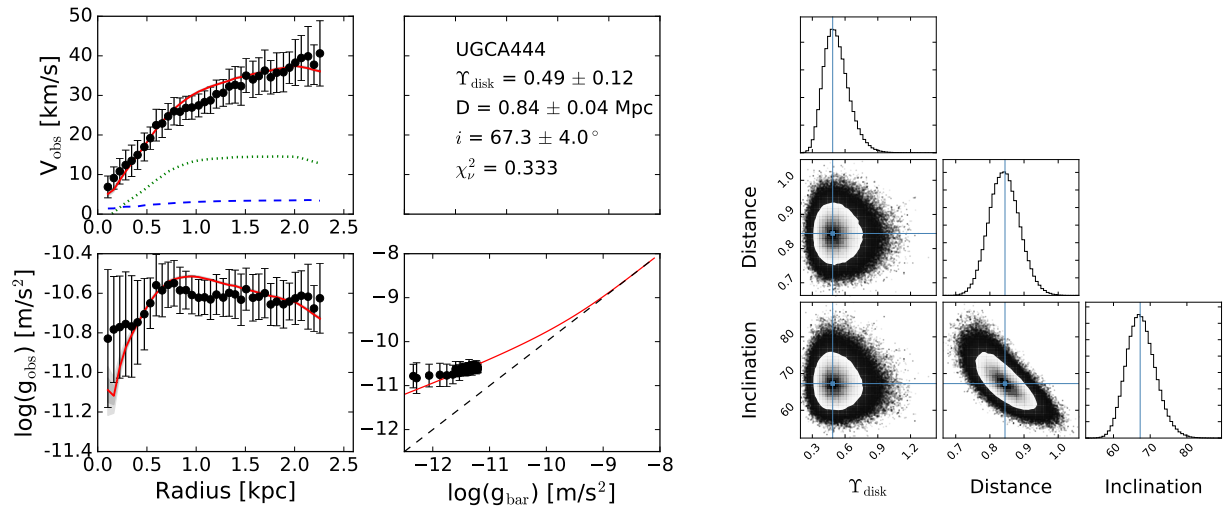 50
40
30
20
10
0
V_obs [km/s]
0.0 0.5 1.0 1.5 2.0 2.5
UGCA444
ϒ_disk = 0.49 ± 0.12
D = 0.84 ± 0.04 Mpc
i = 67.3 ± 4.0°
χ²_ν = 0.333
−10.4
−10.6
−10.8
−11.0
−11.2
−11.4
log(g_obs) [m/s²]
0.0 0.5 1.0 1.5 2.0 2.5
Radius [kpc]
−8
−9
−10
−11
−12
−12 −11 −10 −9 −8
log(g_bar) [m/s²]
1.0
0.9
0.8
0.7
Distance
80
70
60
Inclination
0.3 0.6 0.9 1.2
ϒ_disk
0.7 0.8 0.9 1.0
Distance
60 70 80
Inclination